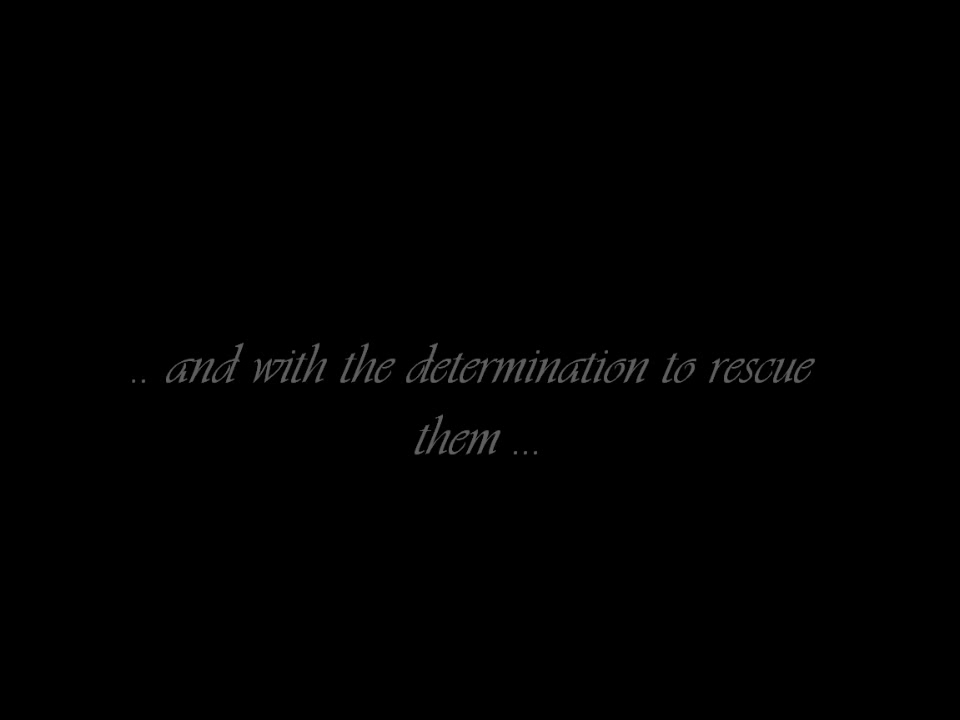 .. and with the determination to rescue
them ...